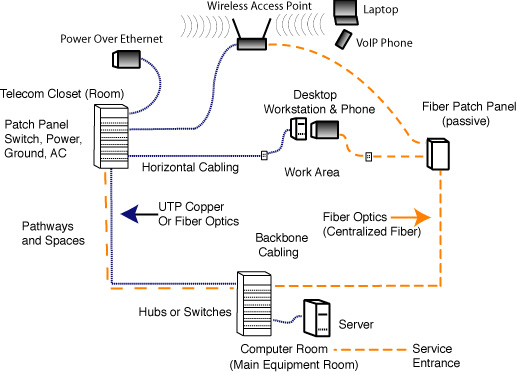 Wireless Access Point
Laptop
VoIP Phone
Power Over Ethernet
Telecom Closet (Room)
Patch Panel
Switch, Power,
Ground, AC
Desktop
Workstation & Phone
Fiber Patch Panel
(passive)
Horizontal Cabling
Work Area
UTP Copper
Or Fiber Optics
Fiber Optics
(Centralized Fiber)
Pathways
and Spaces
Backbone
Cabling
Hubs or Switches
Server
Computer Room
(Main Equipment Room)
Service
Entrance